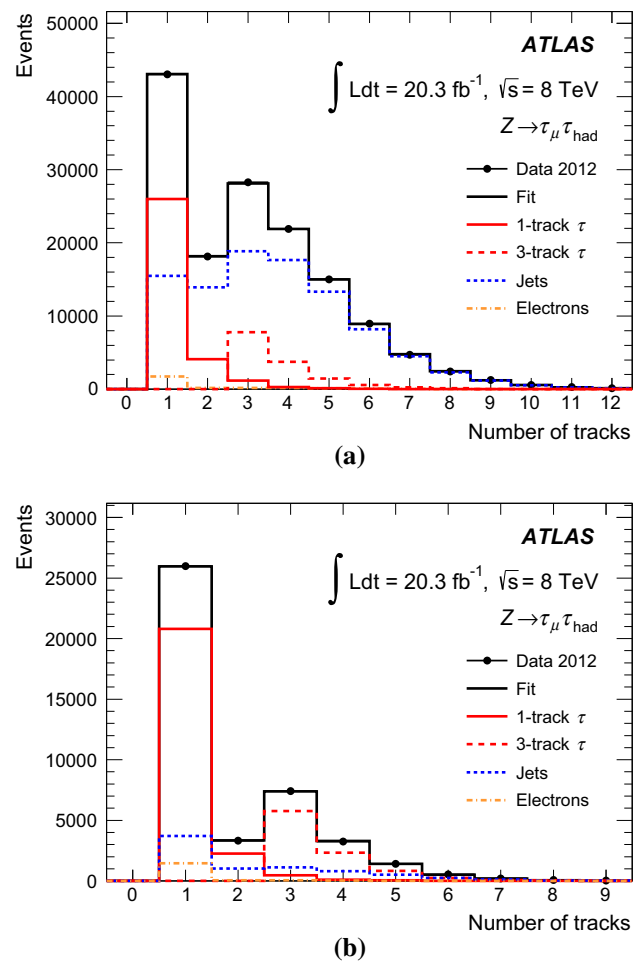 Events
50000
40000
30000
20000
10000
0
ATLAS
∫ Ldt = 20.3 fb⁻¹, √s = 8 TeV
Z→τ_μ τ_had
Data 2012
Fit
1-track τ
3-track τ
Jets
Electrons
0 1 2 3 4 5 6 7 8 9 10 11 12
Number of tracks
(a)
Events
30000
25000
20000
15000
10000
5000
0
ATLAS
∫ Ldt = 20.3 fb⁻¹, √s = 8 TeV
Z→τ_μ τ_had
Data 2012
Fit
1-track τ
3-track τ
Jets
Electrons
0 1 2 3 4 5 6 7 8 9
Number of tracks
(b)